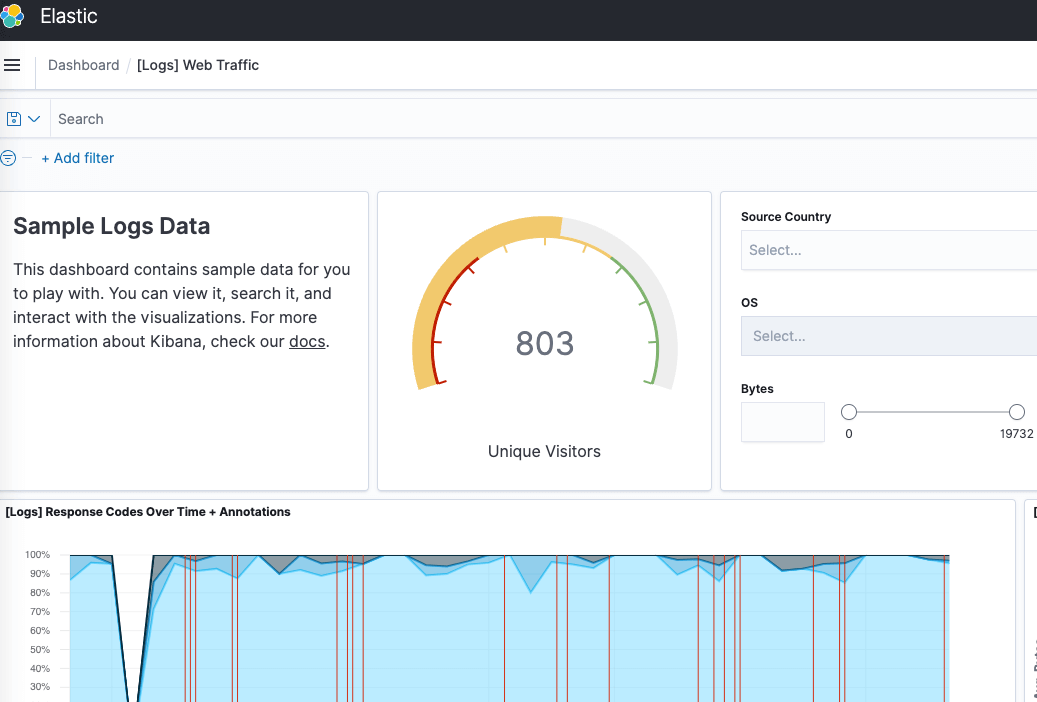 Elastic
Dashboard / [Logs] Web Traffic
Search
+ Add filter
Sample Logs Data
This dashboard contains sample data for you
to play with. You can view it, search it, and
interact with the visualizations. For more
information about Kibana, check our docs.
803
Unique Visitors
Source Country
Select...
OS
Select...
Bytes
0
19732
[Logs] Response Codes Over Time + Annotations
100%
90%
80%
70%
60%
50%
40%
30%